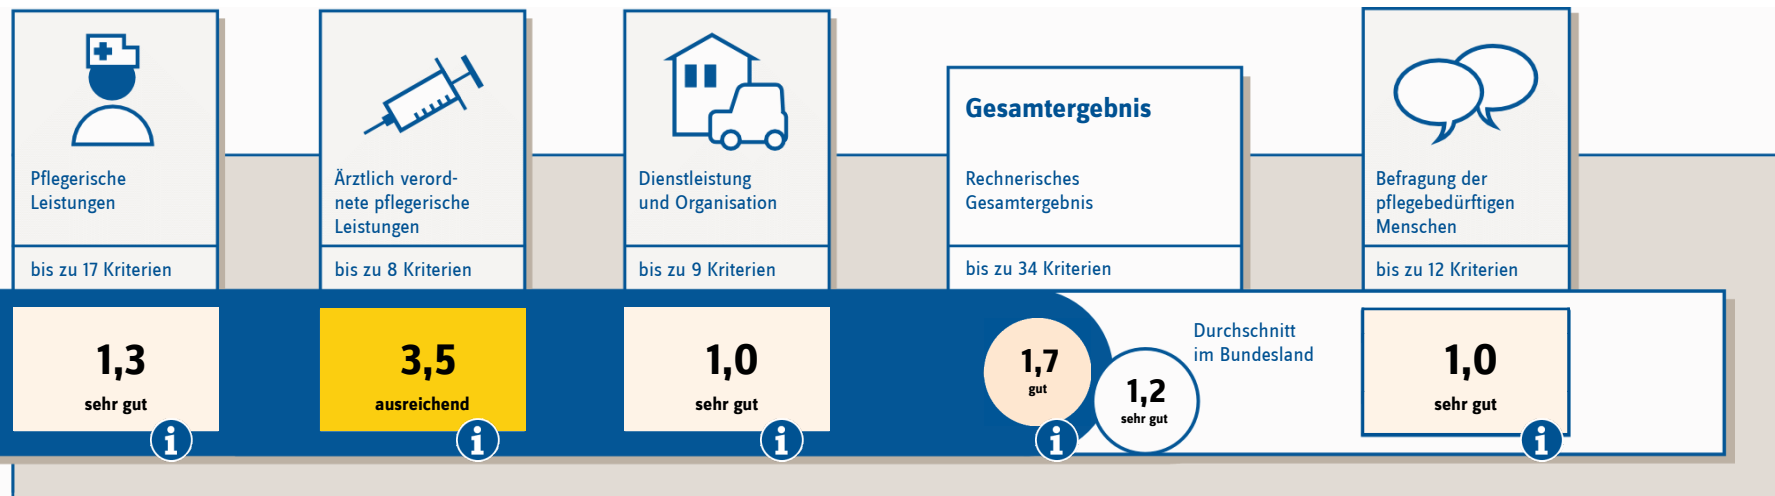 Pflegerische
Leistungen
bis zu 17 Kriterien
1,3
sehr gut
i
Ärztlich verord-
nete pflegerische
Leistungen
bis zu 8 Kriterien
3,5
ausreichend
i
Dienstleistung
und Organisation
bis zu 9 Kriterien
1,0
sehr gut
i
Gesamtergebnis
Rechnerisches
Gesamtergebnis
bis zu 34 Kriterien
1,7
gut
i
Durchschnitt
im Bundesland
1,2
sehr gut
Befragung der
pflegebedürftigen
Menschen
bis zu 12 Kriterien
1,0
sehr gut
i